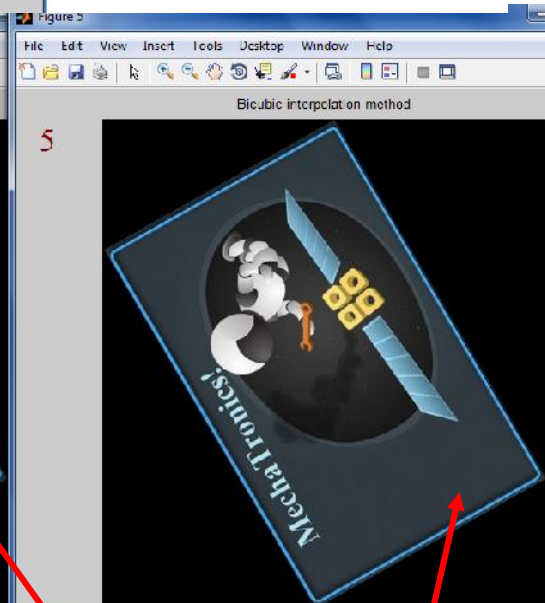 Figure 5
File Edit View Insert Tools Desktop Window Help
Bicubic interpolation method
5
MechaTronics!